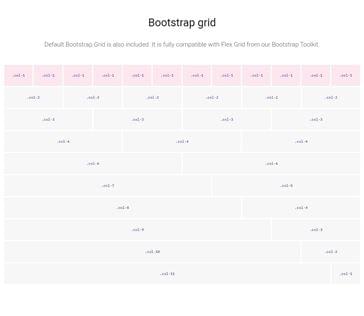 Bootstrap grid
Default Bootstrap Grid is also included. It is fully compatible with Flex Grid from our Bootstrap Toolkit.
.col-1 .col-1 .col-1 .col-1 .col-1 .col-1 .col-1 .col-1 .col-1 .col-1 .col-1 .col-1
.col-2 .col-2 .col-2 .col-2 .col-2 .col-2
.col-3 .col-3 .col-3 .col-3
.col-4 .col-4 .col-4
.col-6 .col-6
.col-7 .col-5
.col-8 .col-4
.col-9 .col-3
.col-10 .col-2
.col-11 .col-1